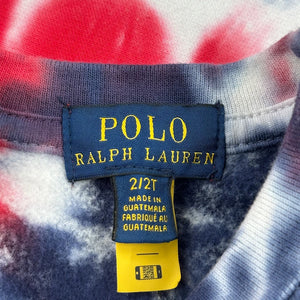 POLO
RALPH LAUREN
2/2T
MADE IN
GUATEMALA
FABRIQUÉ AU
GUATEMALA